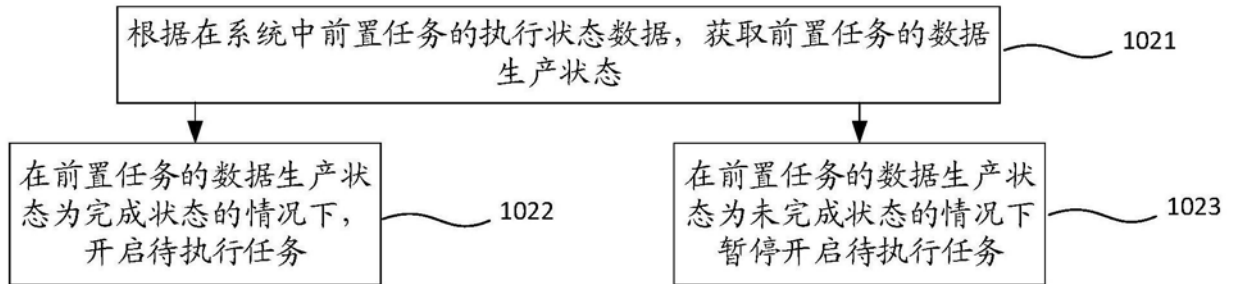 根据在系统中前置任务的执行状态数据，获取前置任务的数据
生产状态
1021
在前置任务的数据生产状
态为完成状态的情况下，
开启待执行任务
1022
在前置任务的数据生产状
态为未完成状态的情况下
暂停开启待执行任务
1023